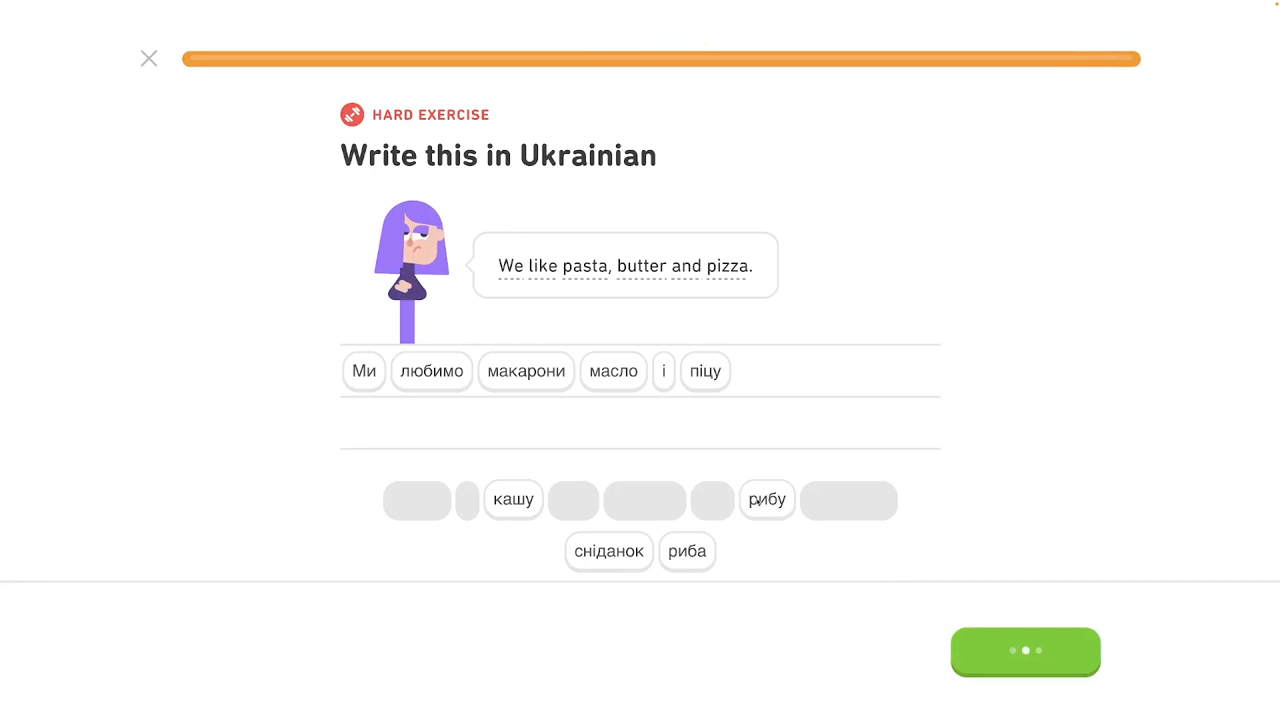 HARD EXERCISE
Write this in Ukrainian
We like pasta, butter and pizza.
Ми любимо макарони масло і піцу
кашу рибу
сніданок риба